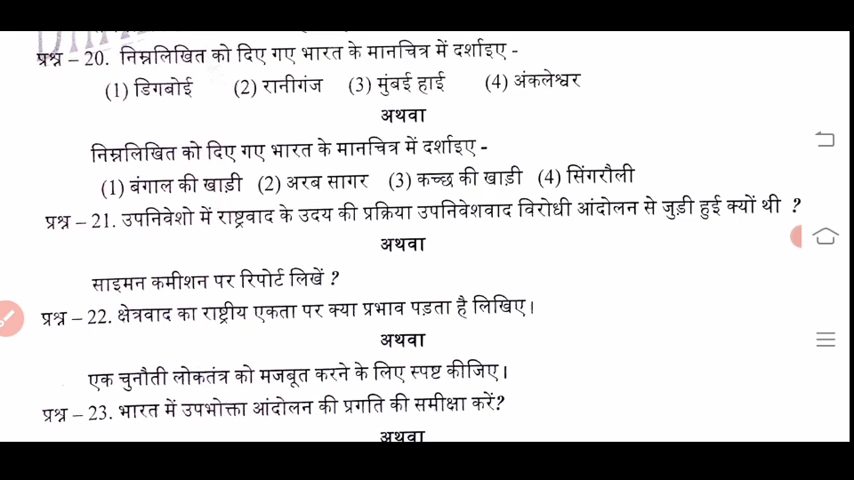 प्रश्न – 20. निम्नलिखित को दिए गए भारत के मानचित्र में दर्शाइए -
(1) डिगबोई (2) रानीगंज (3) मुंबई हाई (4) अंकलेश्वर
अथवा
निम्नलिखित को दिए गए भारत के मानचित्र में दर्शाइए -
(1) बंगाल की खाड़ी (2) अरब सागर (3) कच्छ की खाड़ी (4) सिंगरौली
प्रश्न – 21. उपनिवेशो में राष्ट्रवाद के उदय की प्रक्रिया उपनिवेशवाद विरोधी आंदोलन से जुड़ी हुई क्यों थी ?
अथवा
साइमन कमीशन पर रिपोर्ट लिखें ?
प्रश्न – 22. क्षेत्रवाद का राष्ट्रीय एकता पर क्या प्रभाव पड़ता है लिखिए।
अथवा
एक चुनौती लोकतंत्र को मजबूत करने के लिए स्पष्ट कीजिए।
प्रश्न – 23. भारत में उपभोक्ता आंदोलन की प्रगति की समीक्षा करें?
अथवा